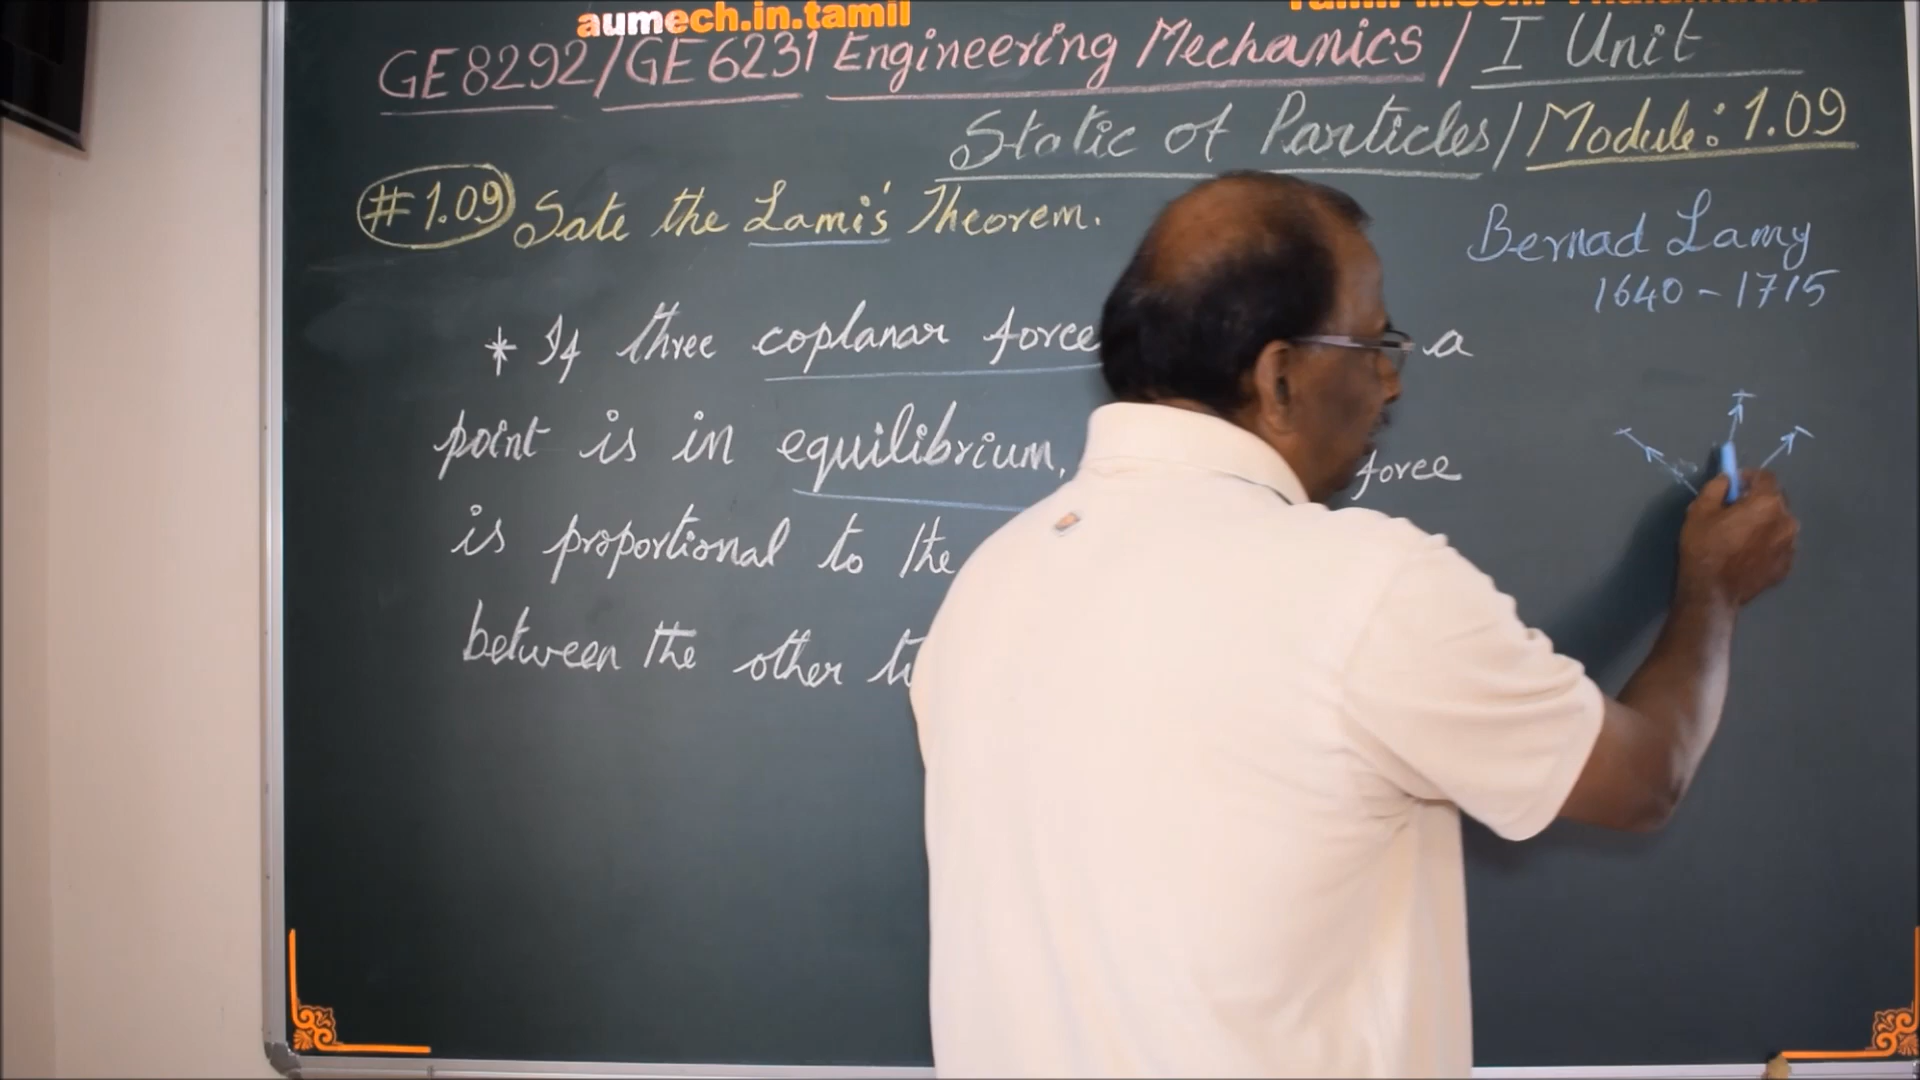 aumech.in.tamil
GE8292/GE6231 Engineering Mechanics / I Unit
Static of Particles / Module: 1.09
#1.09 Sate the Lami's Theorem.
Bernad Lamy
1640 - 1715
* If three coplanar force a
point is in equilibrium, force
is proportional to the
between the other